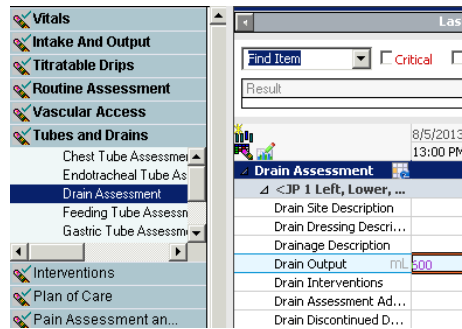 Vitals
Intake And Output
Titratable Drips
Routine Assessment
Vascular Access
Tubes and Drains
Chest Tube Assessme
Endotracheal Tube As
Drain Assessment
Feeding Tube Assessn
Gastric Tube Assessm
Interventions
Plan of Care
Pain Assessment an...
Las
Find Item
Critical
Result
8/5/2013
13:00 PM
Drain Assessment
<JP 1 Left, Lower, ...
Drain Site Description
Drain Dressing Descri...
Drainage Description
Drain Output mL 500
Drain Interventions
Drain Assessment Ad...
Drain Discontinued D...